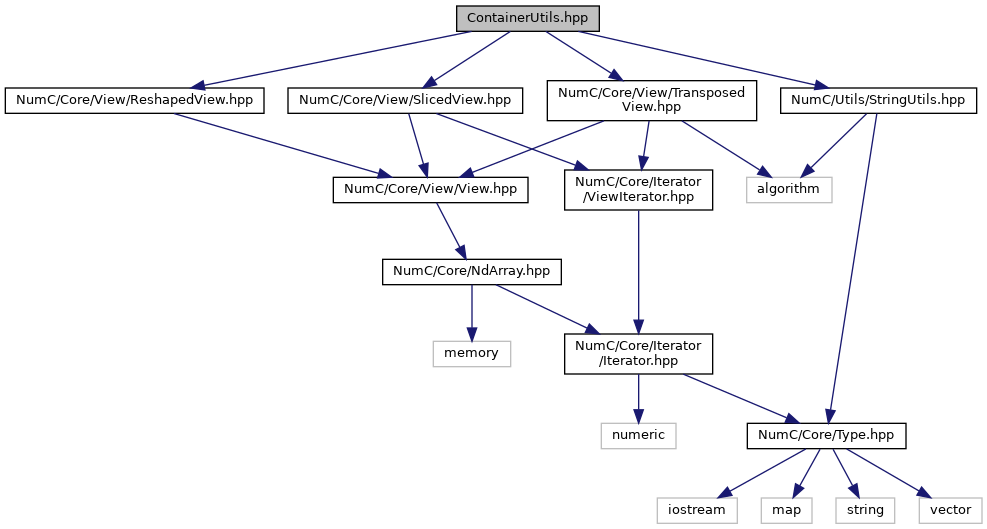 ContainerUtils.hpp
NumC/Core/View/ReshapedView.hpp
NumC/Core/View/SlicedView.hpp
NumC/Core/View/Transposed
View.hpp
NumC/Utils/StringUtils.hpp
NumC/Core/View/View.hpp
NumC/Core/Iterator
/ViewIterator.hpp
algorithm
NumC/Core/NdArray.hpp
memory
NumC/Core/Iterator
/Iterator.hpp
numeric
NumC/Core/Type.hpp
iostream
map
string
vector